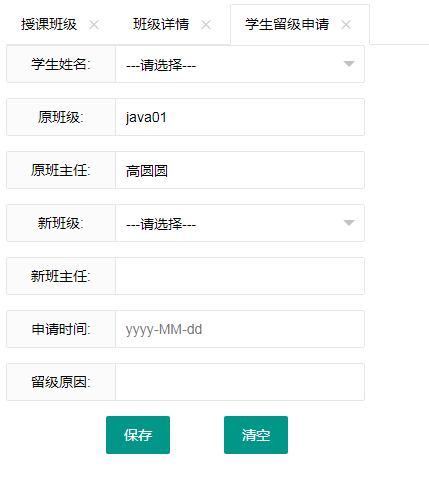 授课班级 班级详情 学生留级申请
学生姓名: ---请选择---
原班级: java01
原班主任: 高圆圆
新班级: ---请选择---
新班主任:
申请时间: yyyy-MM-dd
留级原因:
保存 清空